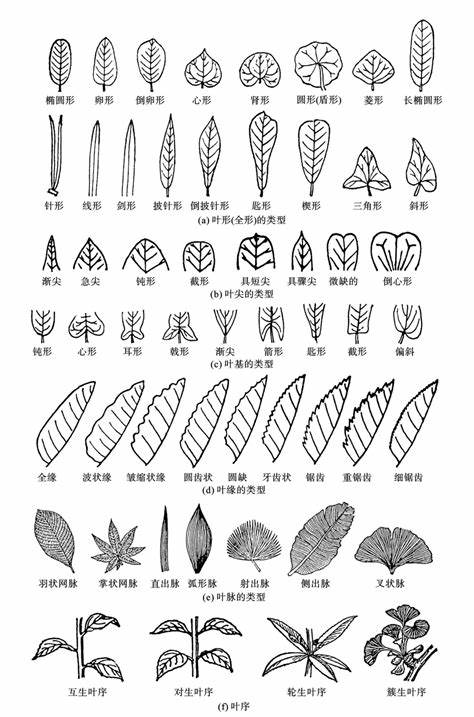 椭圆形 卵形 倒卵形 心形 肾形 圆形(盾形) 菱形 长椭圆形
针形 线形 剑形 披针形 倒披针形 匙形 楔形 三角形 斜形
(a) 叶形(全形)的类型
渐尖 急尖 钝形 截形 具短尖 具骤尖 微缺的 倒心形
(b) 叶尖的类型
钝形 心形 耳形 戟形 渐尖 箭形 匙形 截形 偏斜
(c) 叶基的类型
全缘 波状缘 皱缩状缘 圆齿状 圆缺 牙齿状 锯齿 重锯齿 细锯齿
(d) 叶缘的类型
羽状网脉 掌状网脉 直出脉 弧形脉 射出脉 侧出脉 叉状脉
(e) 叶脉的类型
互生叶序 对生叶序 轮生叶序 簇生叶序
(f) 叶序